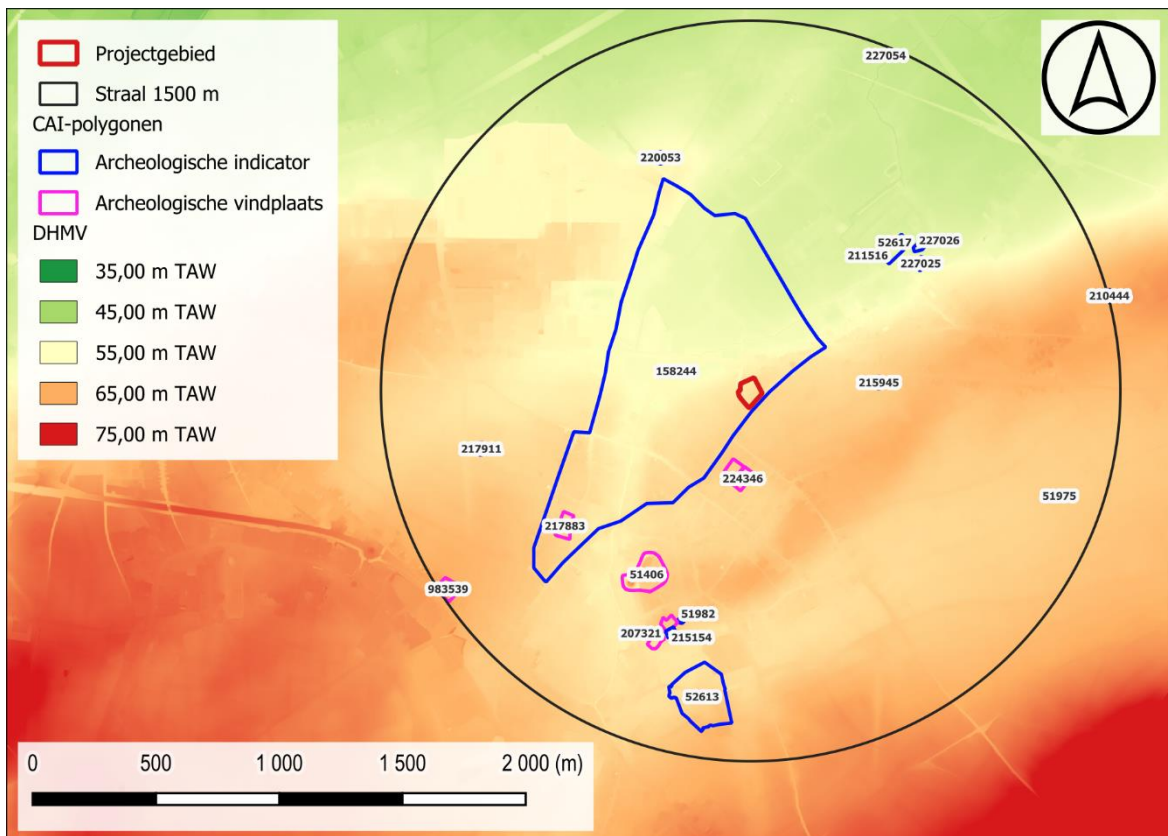 Projectgebied
Straal 1500 m
CAI-polygonen
Archeologische indicator
Archeologische vindplaats
DHMV
35,00 m TAW
45,00 m TAW
55,00 m TAW
65,00 m TAW
75,00 m TAW
227054
220053
52617
227026
211516
227025
210444
158244
215945
217911
224346
51975
217883
51406
983539
51982
207321
215154
52613
0 500 1 000 1 500 2 000 (m)